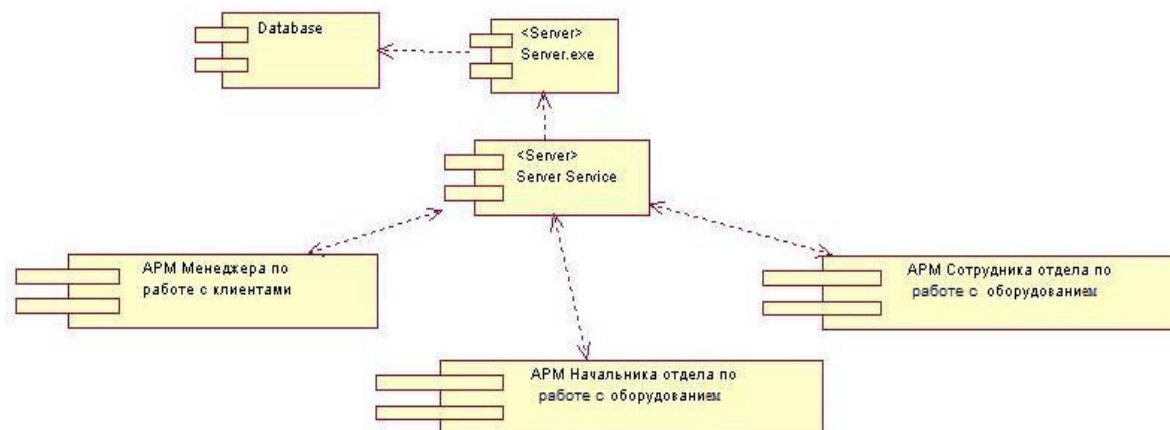 Database
<Server>
Server.exe
<Server>
Server Service
АРМ Менеджера по
работе с клиентами
АРМ Сотрудника отдела по
работе с оборудованием
АРМ Начальника отдела по
работе с оборудованием